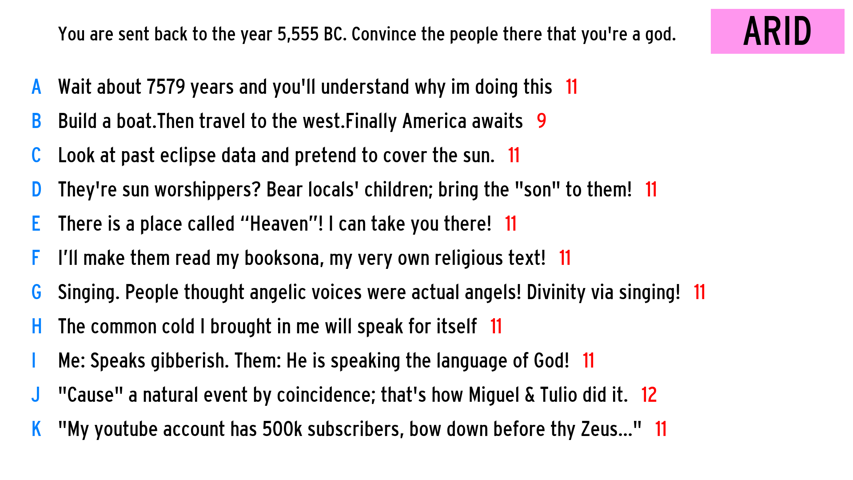 You are sent back to the year 5,555 BC. Convince the people there that you're a god.
ARID
A Wait about 7579 years and you'll understand why im doing this 11
B Build a boat.Then travel to the west.Finally America awaits 9
C Look at past eclipse data and pretend to cover the sun. 11
D They're sun worshippers? Bear locals' children; bring the "son" to them! 11
E There is a place called “Heaven”! I can take you there! 11
F I’ll make them read my booksona, my very own religious text! 11
G Singing. People thought angelic voices were actual angels! Divinity via singing! 11
H The common cold I brought in me will speak for itself 11
I Me: Speaks gibberish. Them: He is speaking the language of God! 11
J "Cause" a natural event by coincidence; that's how Miguel & Tulio did it. 12
K "My youtube account has 500k subscribers, bow down before thy Zeus..." 11